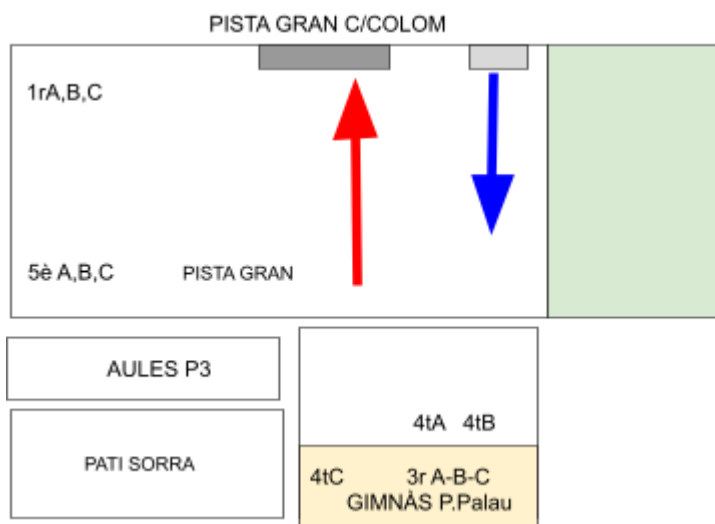 PISTA GRAN C/COLOM
1rA,B,C
5è A,B,C
PISTA GRAN
AULES P3
PATI SORRA
4tA 4tB
4tC 3r A-B-C
GIMNÀS P.Palau